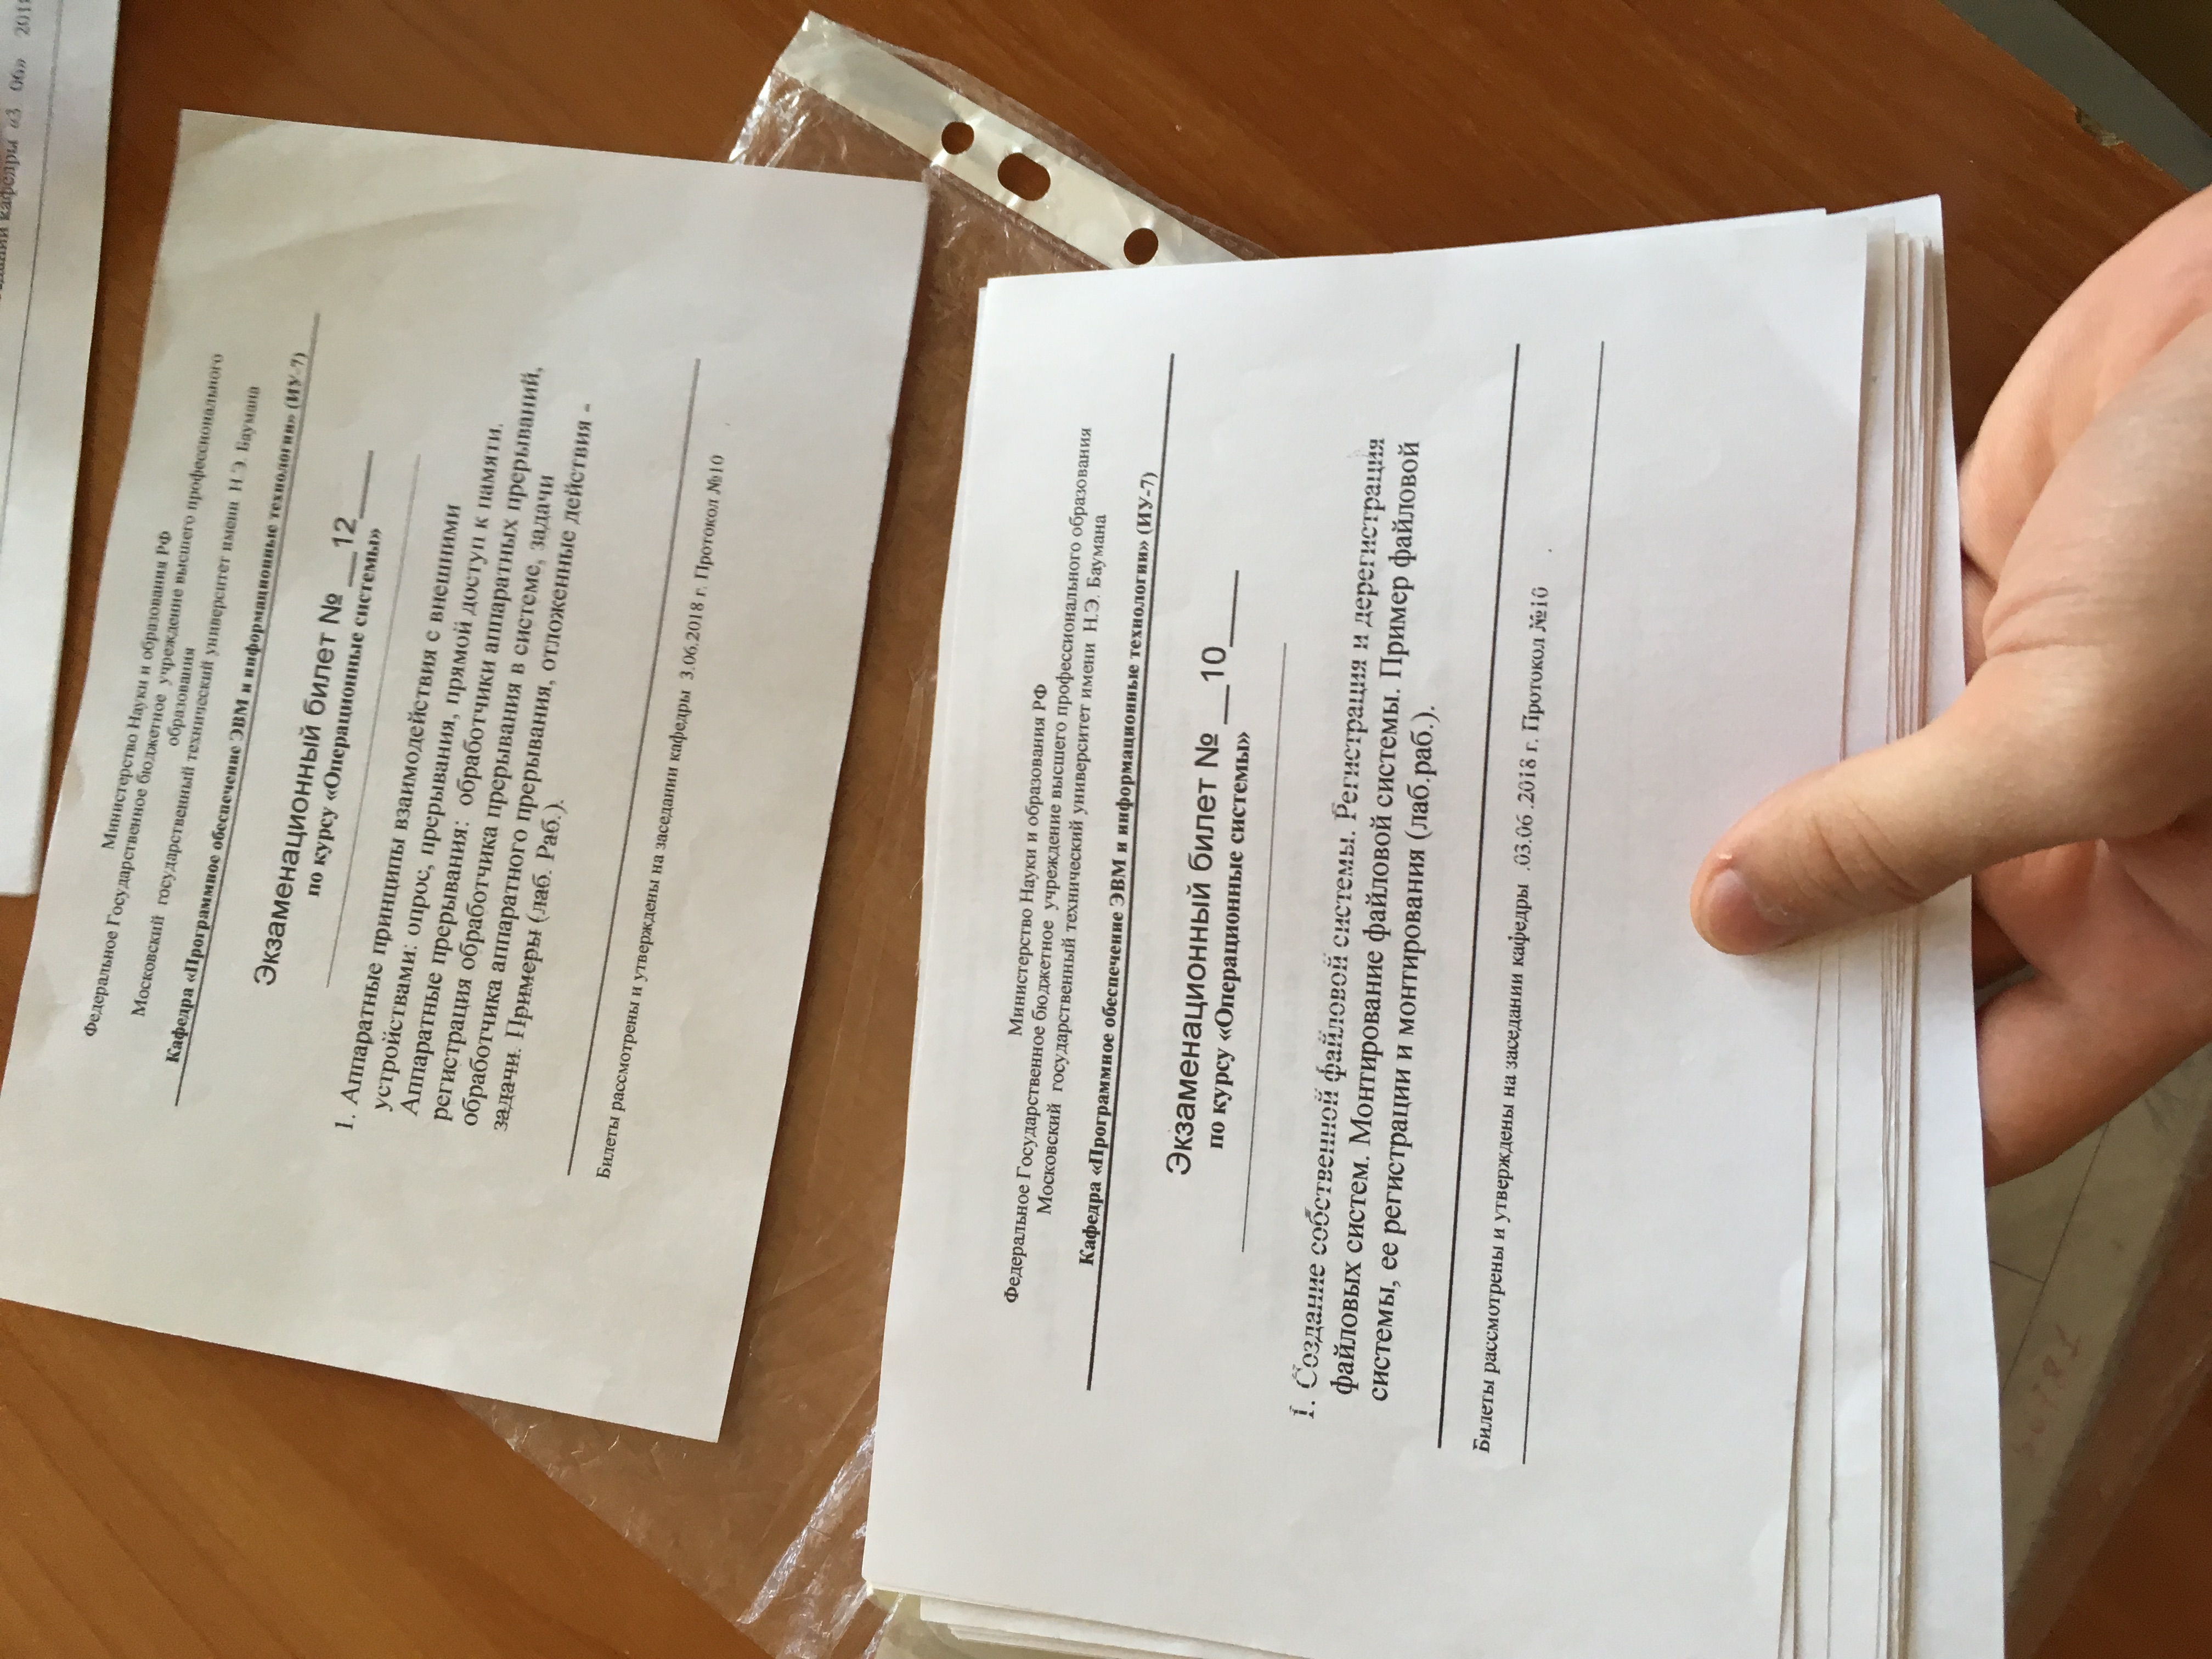 кафедры «3 06» 2018
Министерство Науки и образования РФ
Федеральное Государственное бюджетное учреждение высшего профессионального
образования
Московский государственный технический университет имени Н.Э. Баумана
Кафедра «Программное обеспечение ЭВМ и информационные технологии» (ИУ-7)
Экзаменационный билет № __12____
по курсу «Операционные системы»
1. Аппаратные принципы взаимодействия с внешними
устройствами: опрос, прерывания, прямой доступ к памяти.
Аппаратные прерывания: обработчики аппаратных прерываний,
регистрация обработчика прерывания в системе, задачи
обработчика аппаратного прерывания, отложенные действия -
задачи. Примеры (лаб. Раб.).
Билеты рассмотрены и утверждены на заседании кафедры 3.06.2018 г. Протокол №10
Министерство Науки и образования РФ
Федеральное Государственное бюджетное учреждение высшего профессионального образования
Московский государственный технический университет имени Н.Э. Баумана
Кафедра «Программное обеспечение ЭВМ и информационные технологии» (ИУ-7)
Экзаменационный билет № __10____
по курсу «Операционные системы»
1. Создание собственной файловой системы. Регистрация и дерегистрация
файловых систем. Монтирование файловой системы. Пример файловой
системы, ее регистрации и монтирования (лаб.раб.).
Билеты рассмотрены и утверждены на заседании кафедры .03.06 .2018 г. Протокол №10